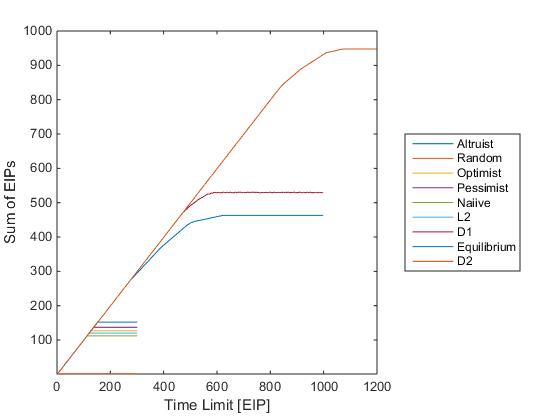 1000
900
800
700
600
500
400
300
200
100
Sum of EIPs
0 200 400 600 800 1000 1200
Time Limit [EIP]
Altruist
Random
Optimist
Pessimist
Naiive
L2
D1
Equilibrium
D2